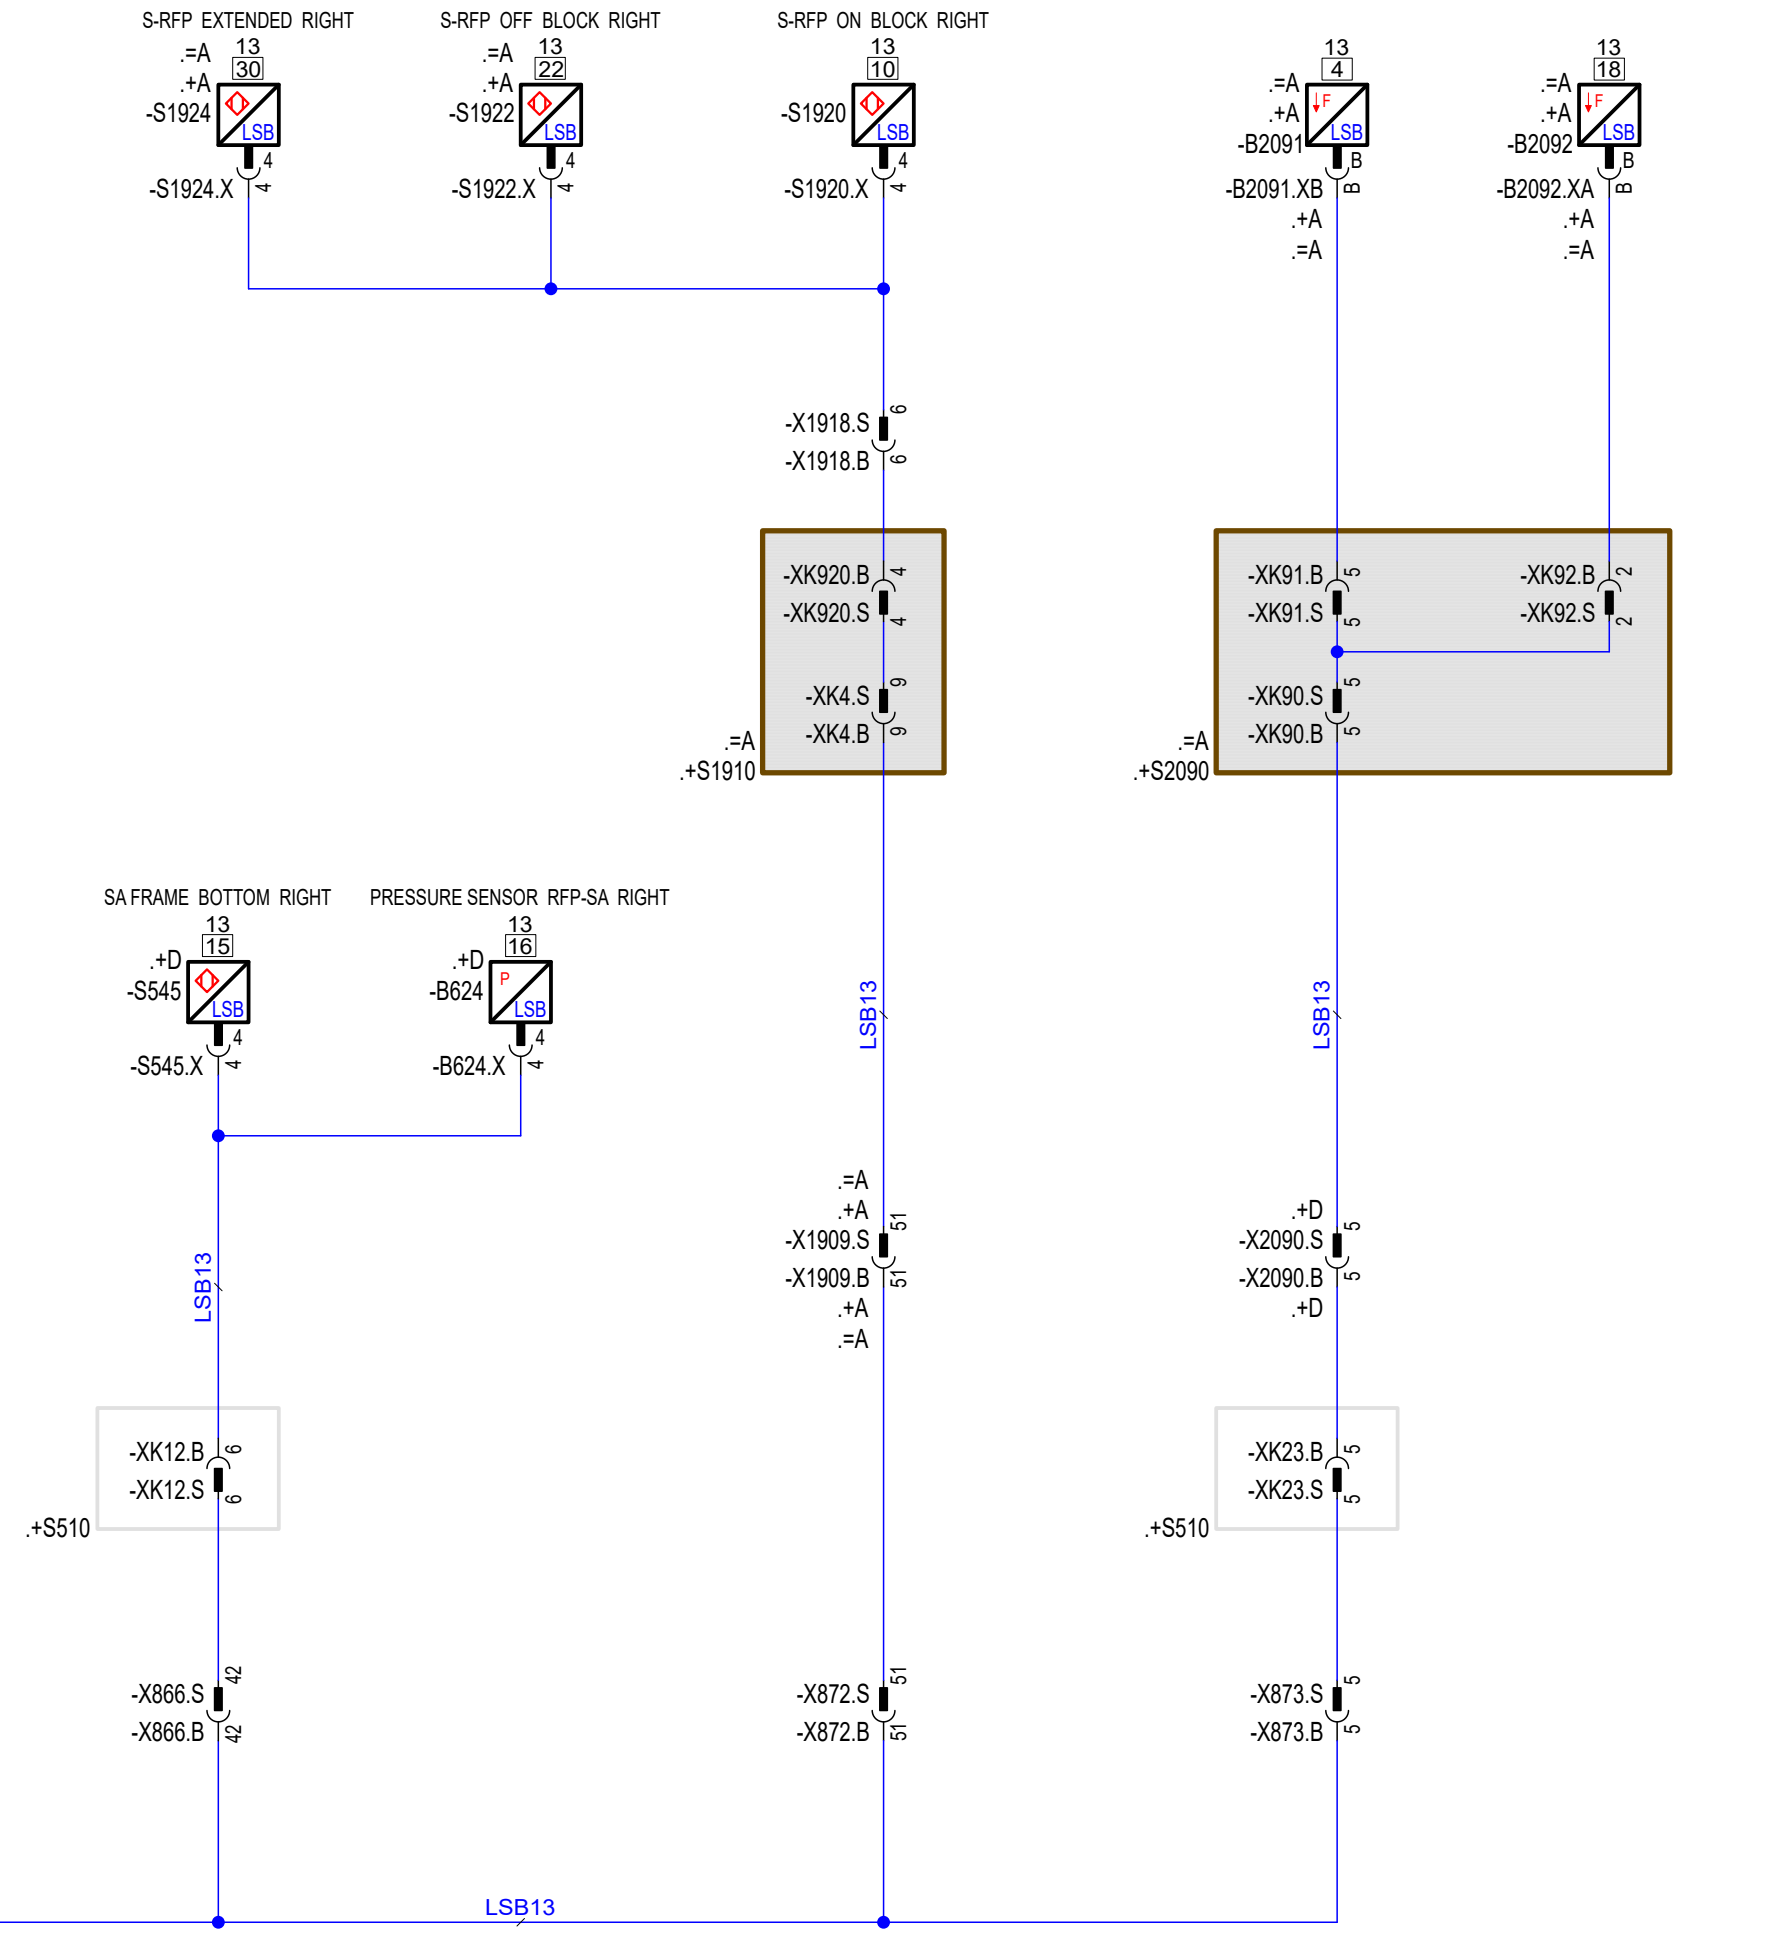 S-RFP EXTENDED RIGHT
S-RFP OFF BLOCK RIGHT
S-RFP ON BLOCK RIGHT
.=A
13
30
.+A
-S1924
LSB
4
-S1924.X
4
.=A
13
22
.+A
-S1922
LSB
4
-S1922.X
4
13
10
-S1920
LSB
4
-S1920.X
4
13
4
.=A
.+A
-B2091
F
LSB
B
-B2091.XB
B
.+A
.=A
13
18
.=A
.+A
-B2092
F
LSB
B
-B2092.XA
B
.+A
.=A
-X1918.S
6
-X1918.B
6
-XK920.B
4
-XK920.S
4
-XK4.S
9
-XK4.B
9
.=A
.+S1910
-XK91.B
5
-XK91.S
5
-XK92.B
2
-XK92.S
2
-XK90.S
5
-XK90.B
5
.=A
.+S2090
SA FRAME BOTTOM RIGHT
PRESSURE SENSOR RFP-SA RIGHT
13
15
.+D
-S545
LSB
4
-S545.X
4
13
16
.+D
-B624
P
LSB
4
-B624.X
4
LSB13
LSB13
LSB13
.=A
.+A
-X1909.S
51
-X1909.B
51
.+A
.=A
.+D
-X2090.S
5
-X2090.B
5
.+D
-XK12.B
6
-XK12.S
6
.+S510
-XK23.B
5
-XK23.S
5
.+S510
-X866.S
42
-X866.B
42
-X872.S
51
-X872.B
51
-X873.S
5
-X873.B
5
LSB13